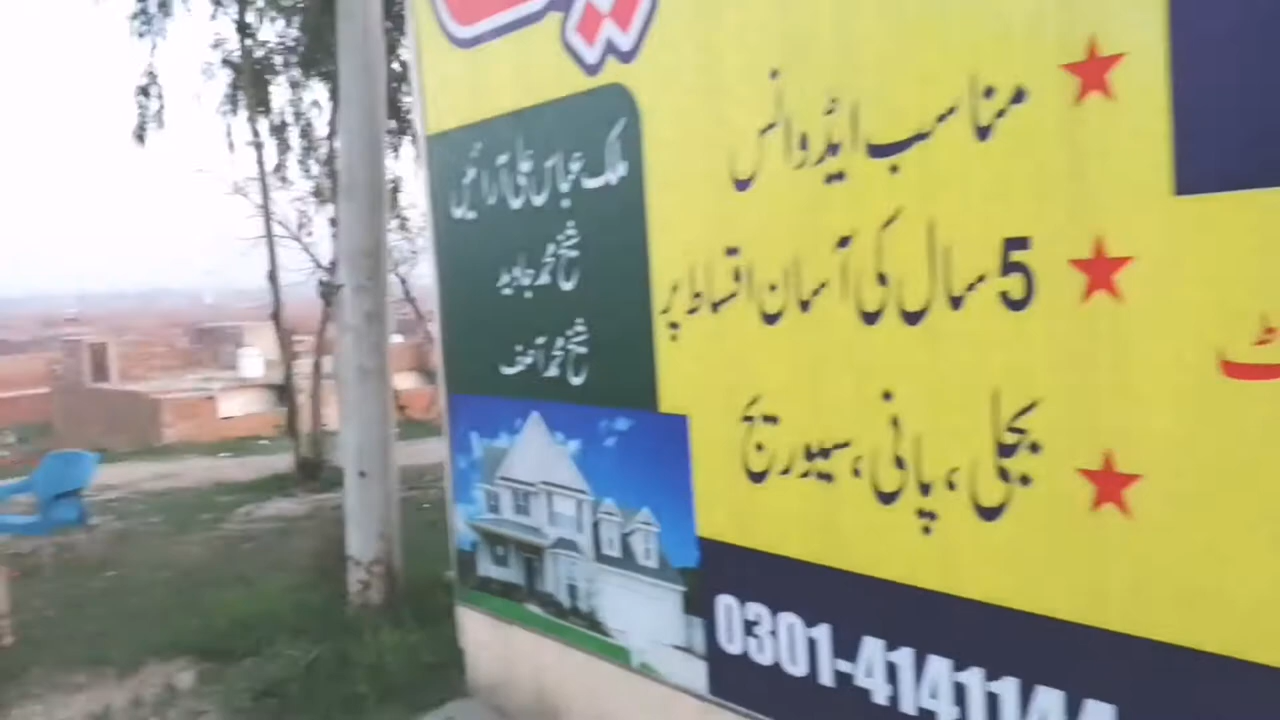 مناسب ایڈوانس
5 سال کی آسان اقساط پر
بجلی، پانی، سیوریج
ملک عباس علی آرائیں
شیخ محمد جاوید
شیخ محمد آصف
0301-4141144